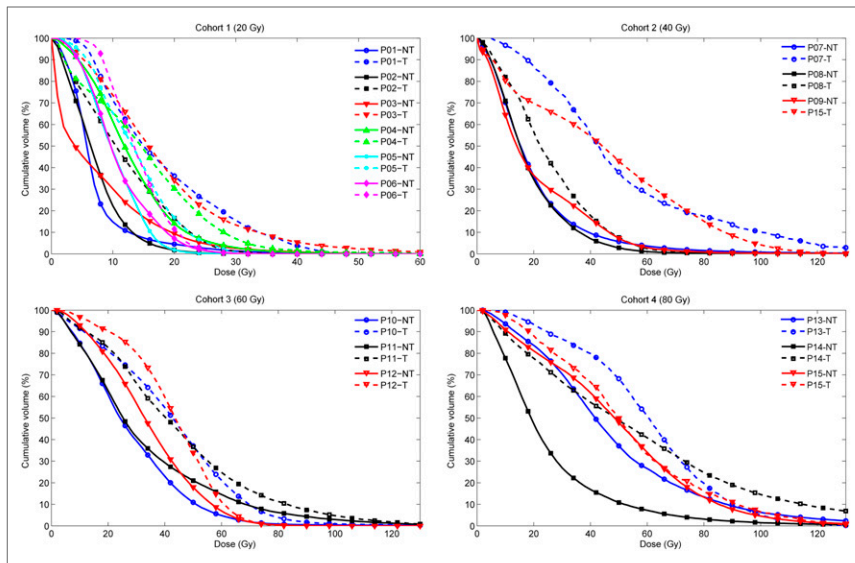 Cohort 1 (20 Gy)
Cumulative volume (%)
100
90
80
70
60
50
40
30
20
10
0
0 10 20 30 40 50 60
Dose (Gy)
P01−NT
P01−T
P02−NT
P02−T
P03−NT
P03−T
P04−NT
P04−T
P05−NT
P05−T
P06−NT
P06−T
Cohort 2 (40 Gy)
Cumulative volume (%)
100
90
80
70
60
50
40
30
20
10
0
0 20 40 60 80 100 120
Dose (Gy)
P07−NT
P07−T
P08−NT
P08−T
P09−NT
P15−T
Cohort 3 (60 Gy)
Cumulative volume (%)
100
90
80
70
60
50
40
30
20
10
0
0 20 40 60 80 100 120
Dose (Gy)
P10−NT
P10−T
P11−NT
P11−T
P12−NT
P12−T
Cohort 4 (80 Gy)
Cumulative volume (%)
100
90
80
70
60
50
40
30
20
10
0
0 20 40 60 80 100 120
Dose (Gy)
P13−NT
P13−T
P14−NT
P14−T
P15−NT
P15−T